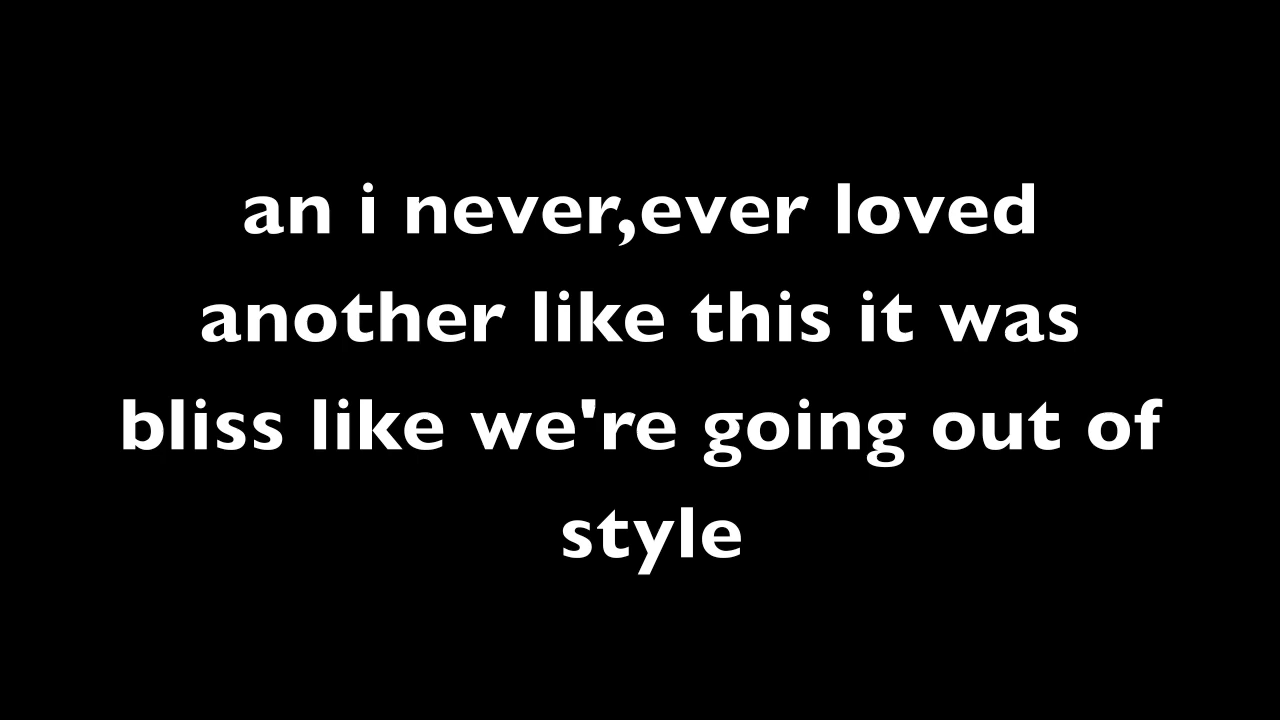 an i never,ever loved
another like this it was
bliss like we're going out of
style